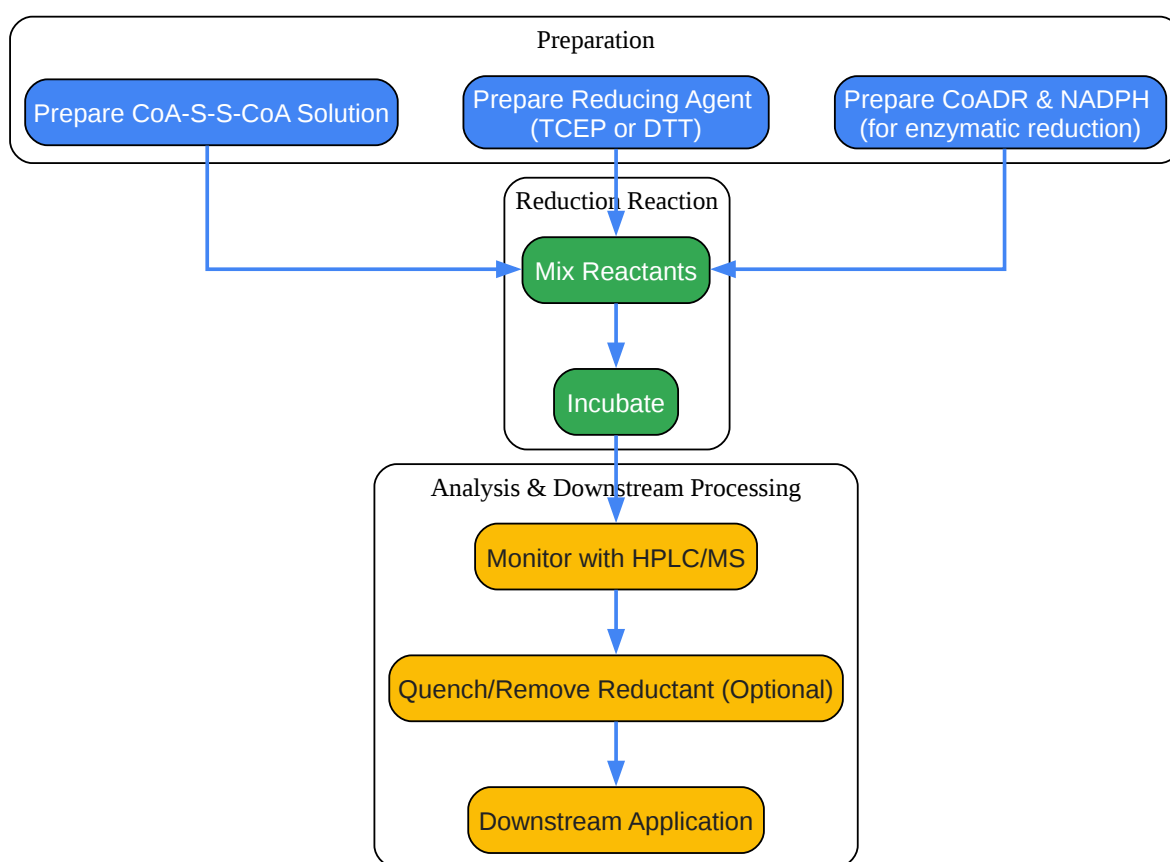 Preparation
Prepare CoA-S-S-CoA Solution
Prepare Reducing Agent
(TCEP or DTT)
Prepare CoADR & NADPH
(for enzymatic reduction)
Reduction Reaction
Mix Reactants
Incubate
Analysis & Downstream Processing
Monitor with HPLC/MS
Quench/Remove Reductant (Optional)
Downstream Application